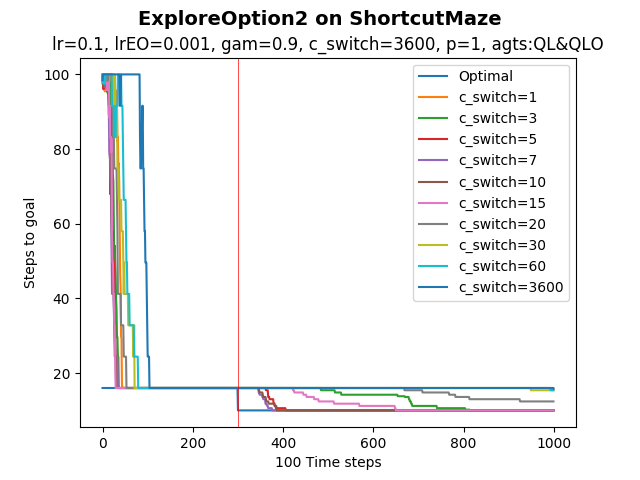 ExploreOption2 on ShortcutMaze
lr=0.1, lrEO=0.001, gam=0.9, c_switch=3600, p=1, agts:QL&QLO
Steps to goal
100
80
60
40
20
Optimal
c_switch=1
c_switch=3
c_switch=5
c_switch=7
c_switch=10
c_switch=15
c_switch=20
c_switch=30
c_switch=60
c_switch=3600
0 200 400 600 800 1000
100 Time steps